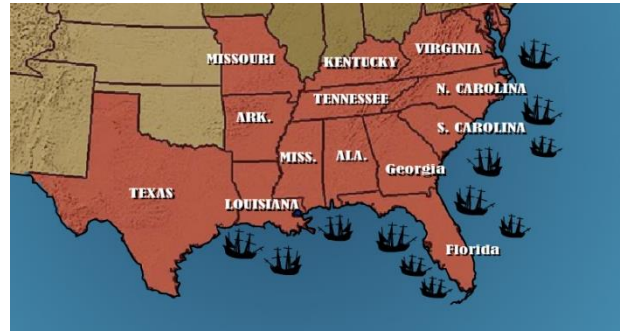 VIRGINIA
MISSOURI
KENTUCKY
N. CAROLINA
TENNESSEE
ARK.
S. CAROLINA
MISS.
ALA.
Georgia
TEXAS
LOUISIANA
Florida